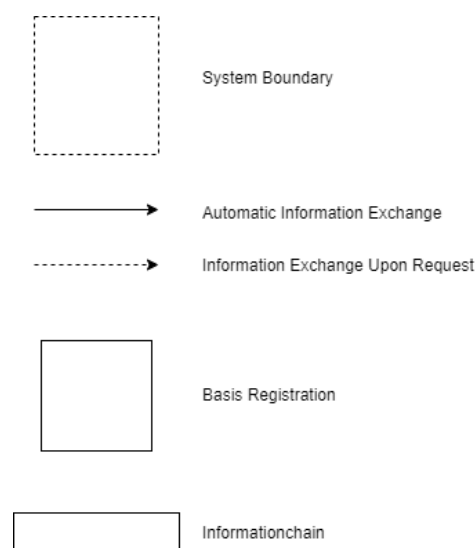 System Boundary
Automatic Information Exchange
Information Exchange Upon Request
Basis Registration
Informationchain